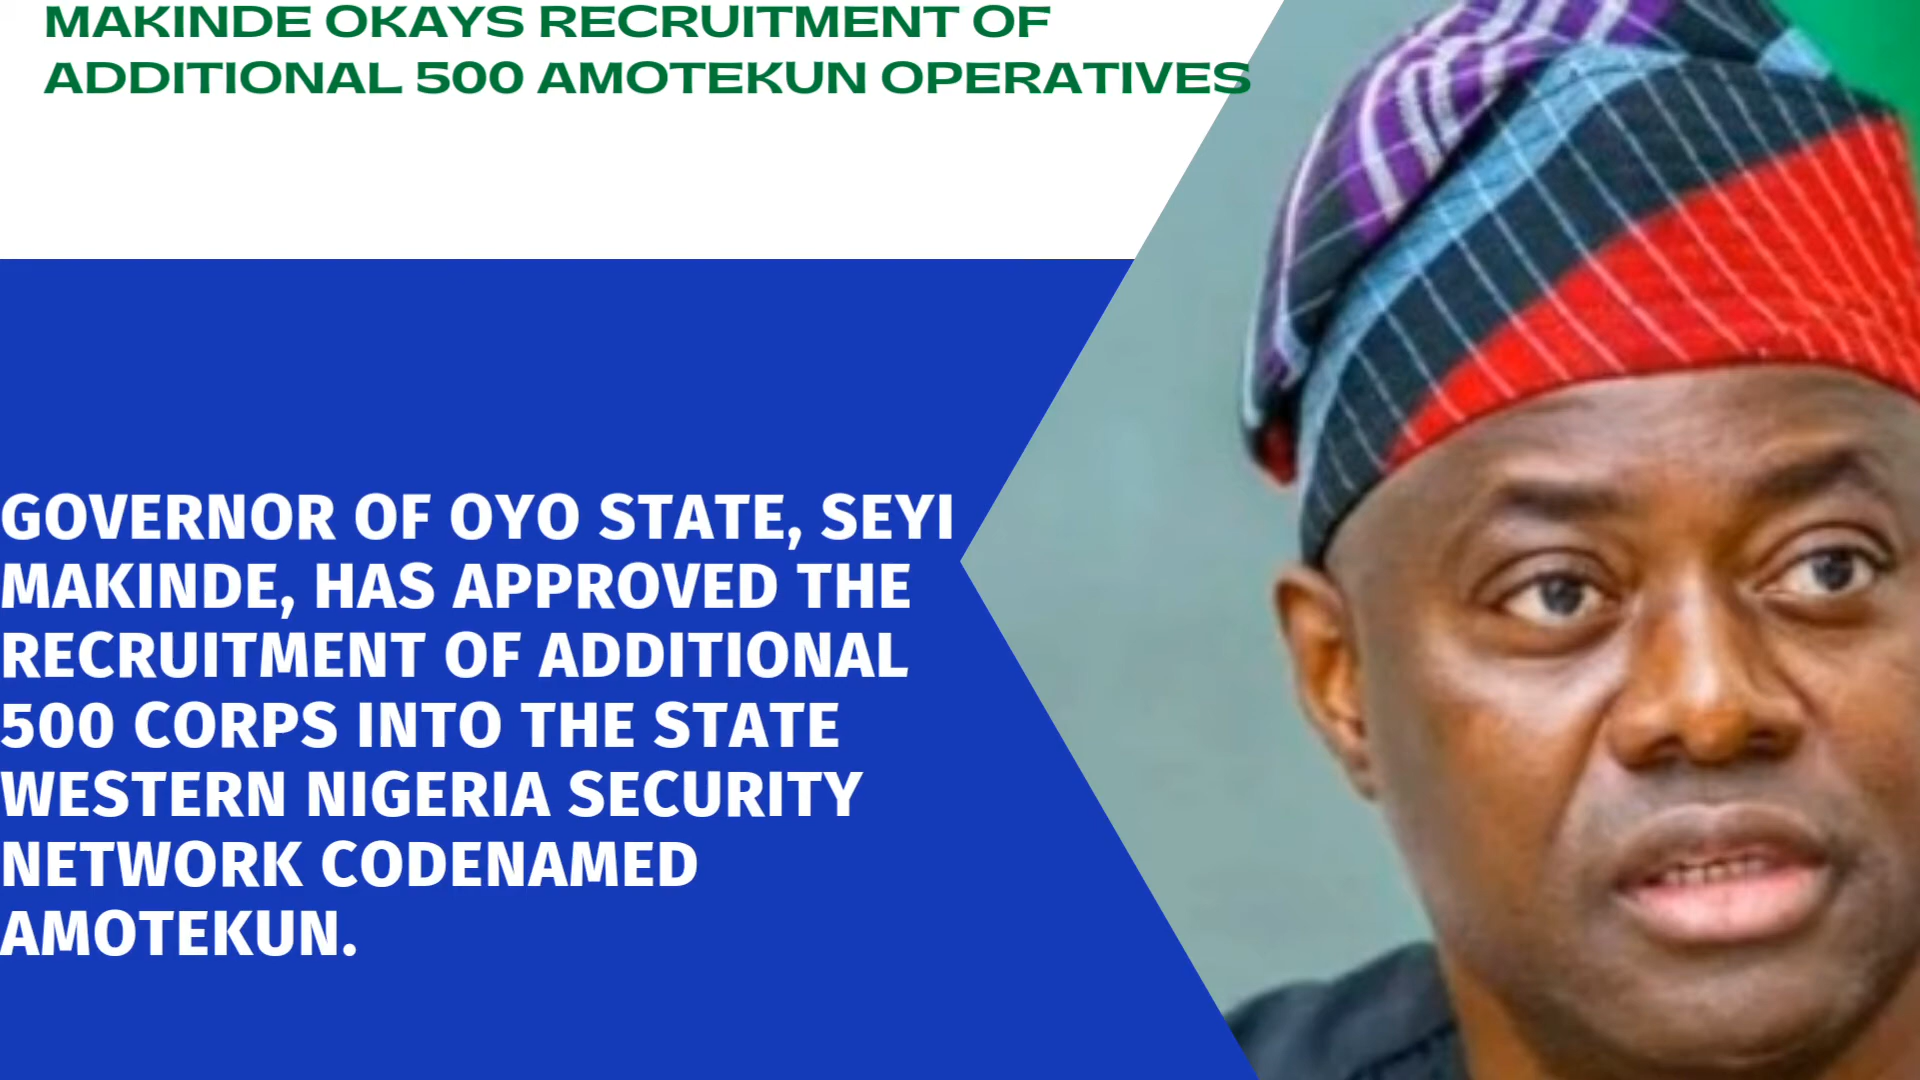 MAKINDE OKAYS RECRUITMENT OF
ADDITIONAL 500 AMOTEKUN OPERATIVES
GOVERNOR OF OYO STATE, SEYI
MAKINDE, HAS APPROVED THE
RECRUITMENT OF ADDITIONAL
500 CORPS INTO THE STATE
WESTERN NIGERIA SECURITY
NETWORK CODENAMED
AMOTEKUN.